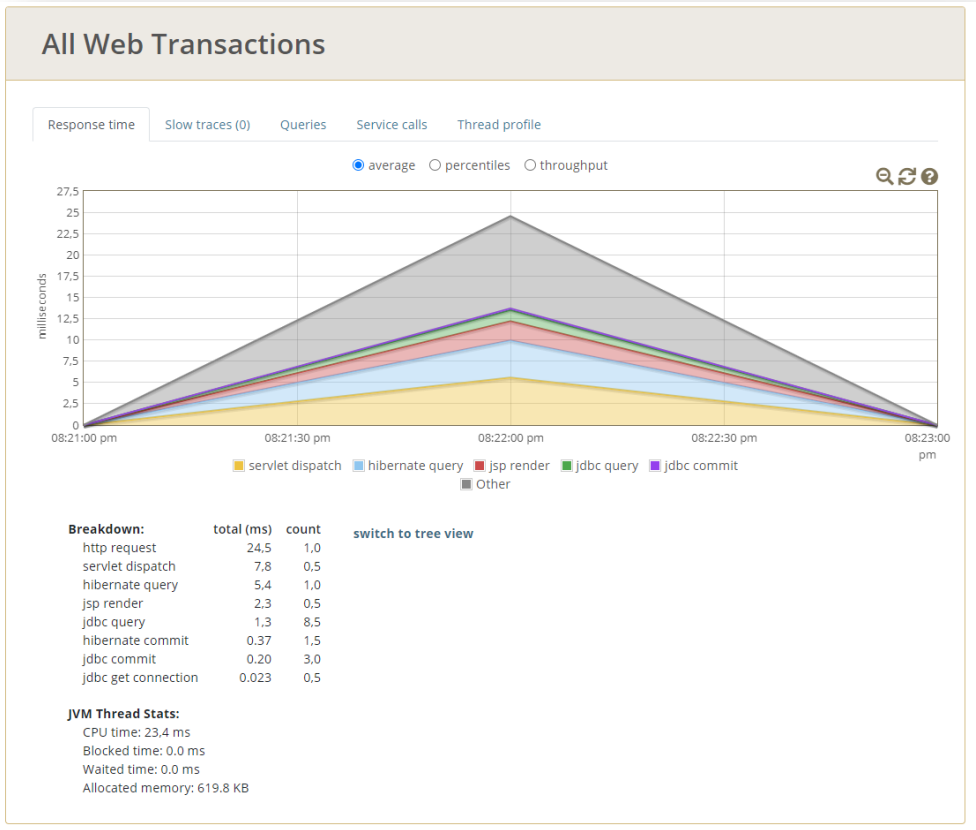 All Web Transactions
Response time Slow traces (0) Queries Service calls Thread profile
average percentiles throughput
27,5
25
22,5
20
17,5
15
12,5
10
7,5
5
2,5
0
milliseconds
08:21:00 pm 08:21:30 pm 08:22:00 pm 08:22:30 pm 08:23:00
pm
servlet dispatch hibernate query jsp render jdbc query jdbc commit
Other
Breakdown: total (ms) count
http request 24,5 1,0
servlet dispatch 7,8 0,5
hibernate query 5,4 1,0
jsp render 2,3 0,5
jdbc query 1,3 8,5
hibernate commit 0.37 1,5
jdbc commit 0.20 3,0
jdbc get connection 0.023 0,5
switch to tree view
JVM Thread Stats:
CPU time: 23,4 ms
Blocked time: 0.0 ms
Waited time: 0.0 ms
Allocated memory: 619.8 KB